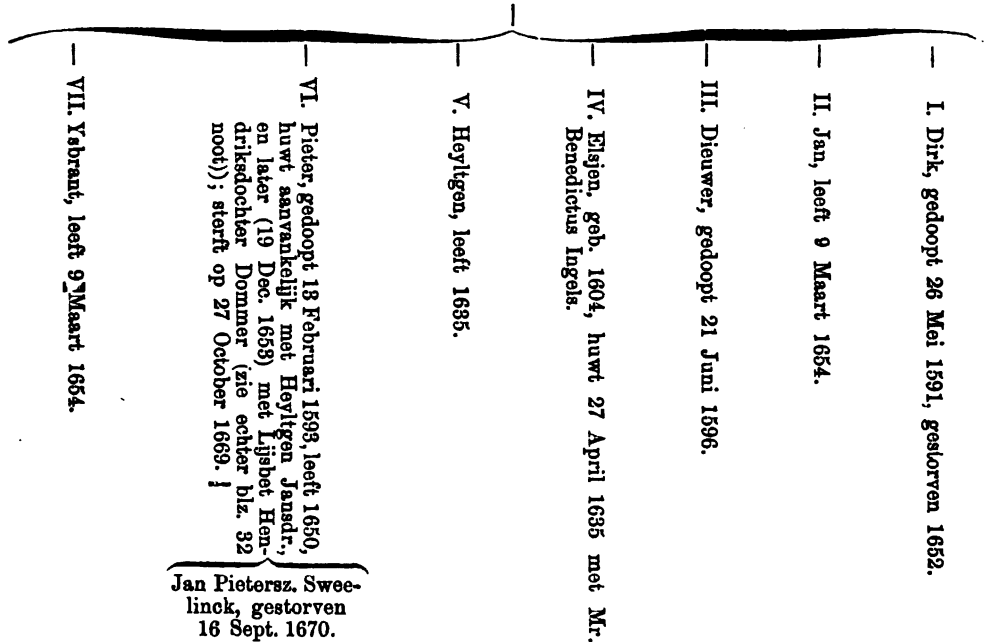 I. Dirk, gedoopt 26 Mei 1591, gestorven 1652.
II. Jan, leeft 9 Maart 1654.
III. Dieuwer, gedoopt 21 Juni 1596.
IV. Elsjen, geb. 1604, huwt 27 April 1635 met Mr.
Benedictus Ingels.
V. Heyltgen, leeft 1635.
VI. Pieter, gedoopt 13 Februari 1593, leeft 1650,
huwt aanvankelijk met Heyltgen Jansdr.,
en later (19 Dec. 1653) met Lijsbet Hen-
driksdochter Dommer (zie echter blz. 32
noot)); sterft op 27 October 1669.
Jan Pietersz. Swee-
linck, gestorven
16 Sept. 1670.
VII. Ysbrant, leeft 9 Maart 1654.